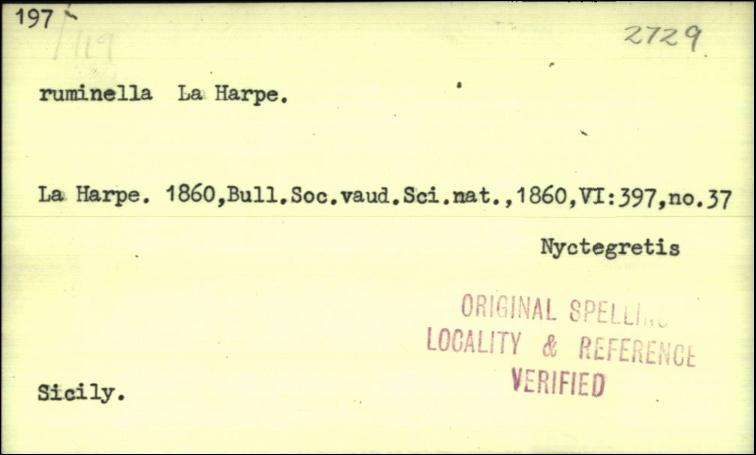 197
119
2729
ruminella La Harpe.
La Harpe. 1860,Bull.Soc.vaud.Sci.nat.,1860,VI:397,no.37
Nyctegretis
ORIGINAL SPELLING
LOCALITY & REFERENCE
VERIFIED
Sicily.